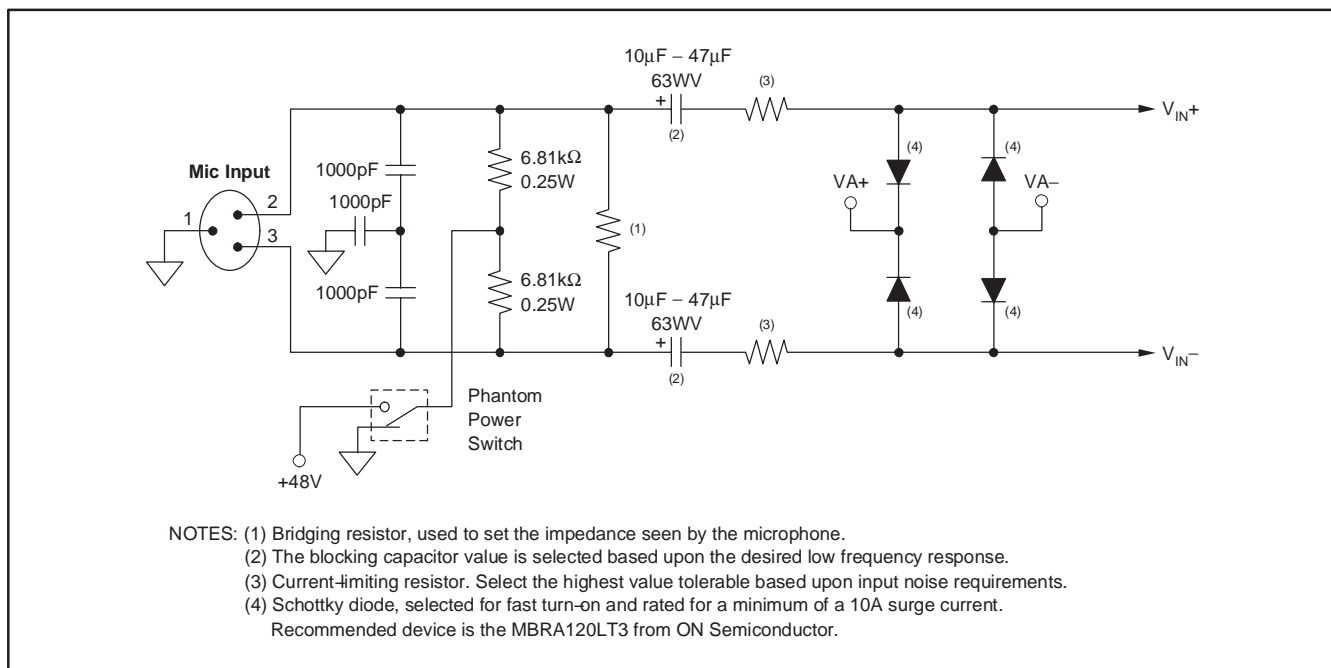 10μF – 47μF
63WV
+
(2)
(3)
V_IN+
Mic Input
1
2
3
1000pF
1000pF
1000pF
6.81kΩ
0.25W
6.81kΩ
0.25W
(1)
(4)
(4)
VA+
VA–
(4)
(4)
10μF – 47μF
63WV
+
(2)
(3)
V_IN–
Phantom
Power
Switch
+48V
NOTES: (1) Bridging resistor, used to set the impedance seen by the microphone.
(2) The blocking capacitor value is selected based upon the desired low frequency response.
(3) Current-limiting resistor. Select the highest value tolerable based upon input noise requirements.
(4) Schottky diode, selected for fast turn-on and rated for a minimum of a 10A surge current.
Recommended device is the MBRA120LT3 from ON Semiconductor.